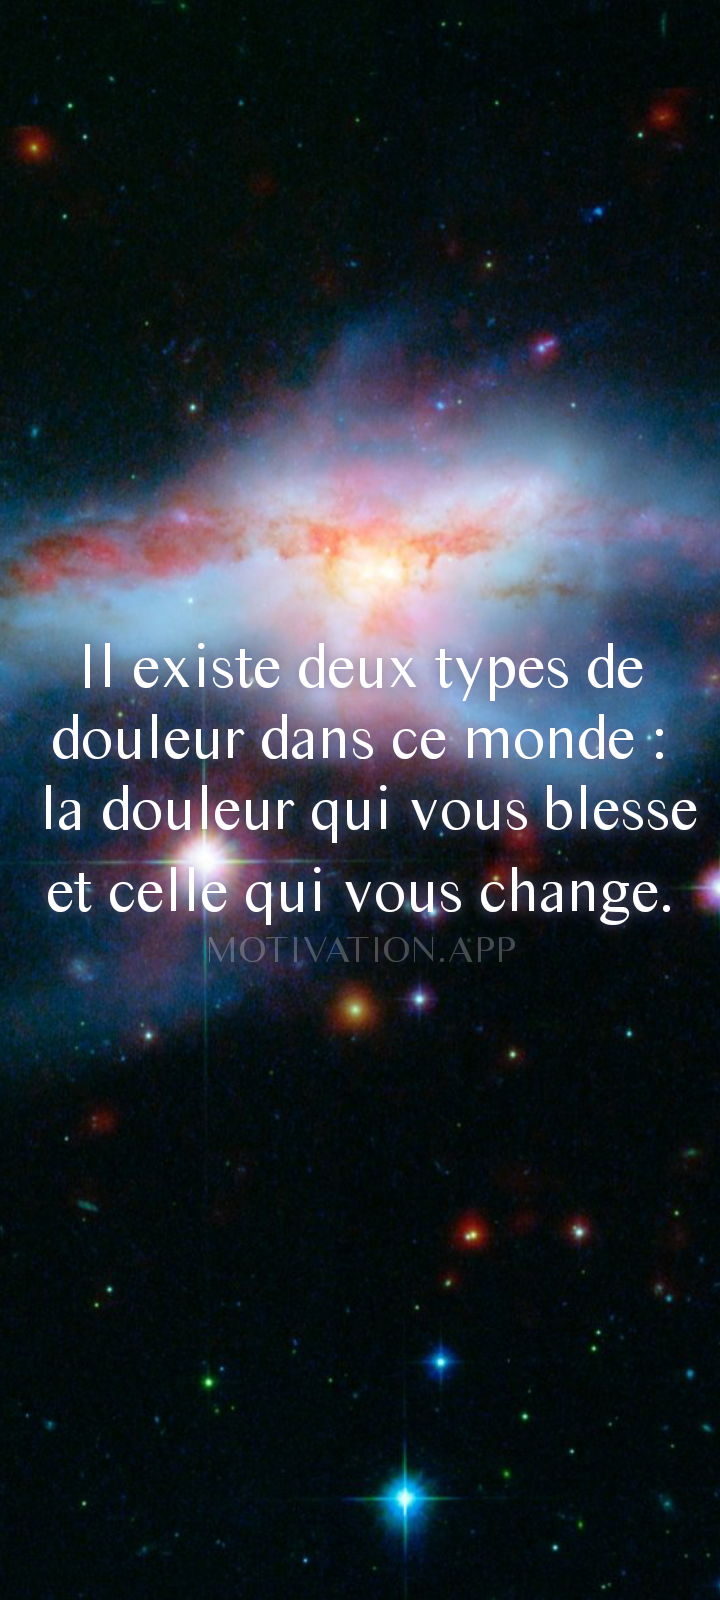 Il existe deux types de
douleur dans ce monde :
la douleur qui vous blesse
et celle qui vous change.
MOTIVATION.APP